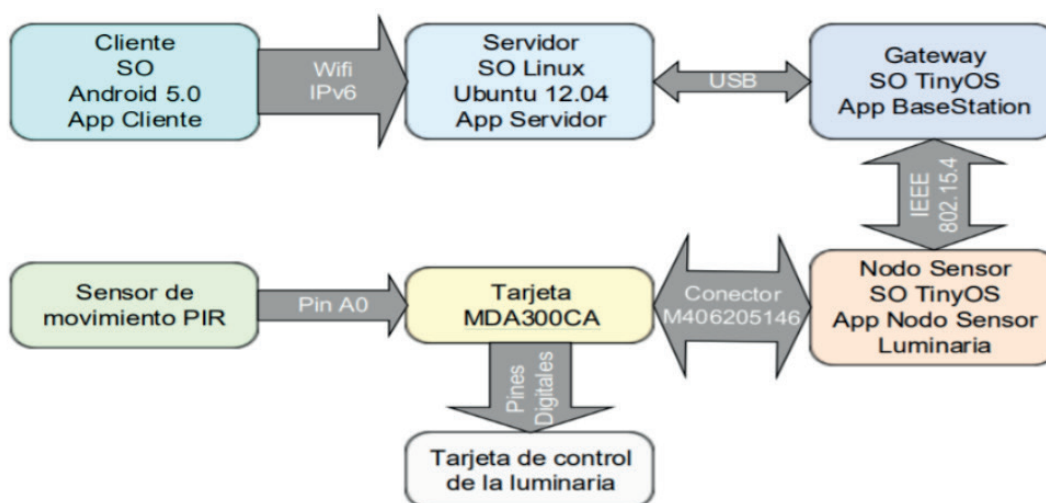 Cliente
SO
Android 5.0
App Cliente
Wifi
IPv6
Servidor
SO Linux
Ubuntu 12.04
App Servidor
USB
Gateway
SO TinyOS
App BaseStation
IEEE
802.15.4
Sensor de
movimiento PIR
Pin A0
Tarjeta
MDA300CA
Conector
M406205146
Nodo Sensor
SO TinyOS
App Nodo Sensor
Luminaria
Pines
Digitales
Tarjeta de control
de la luminaria